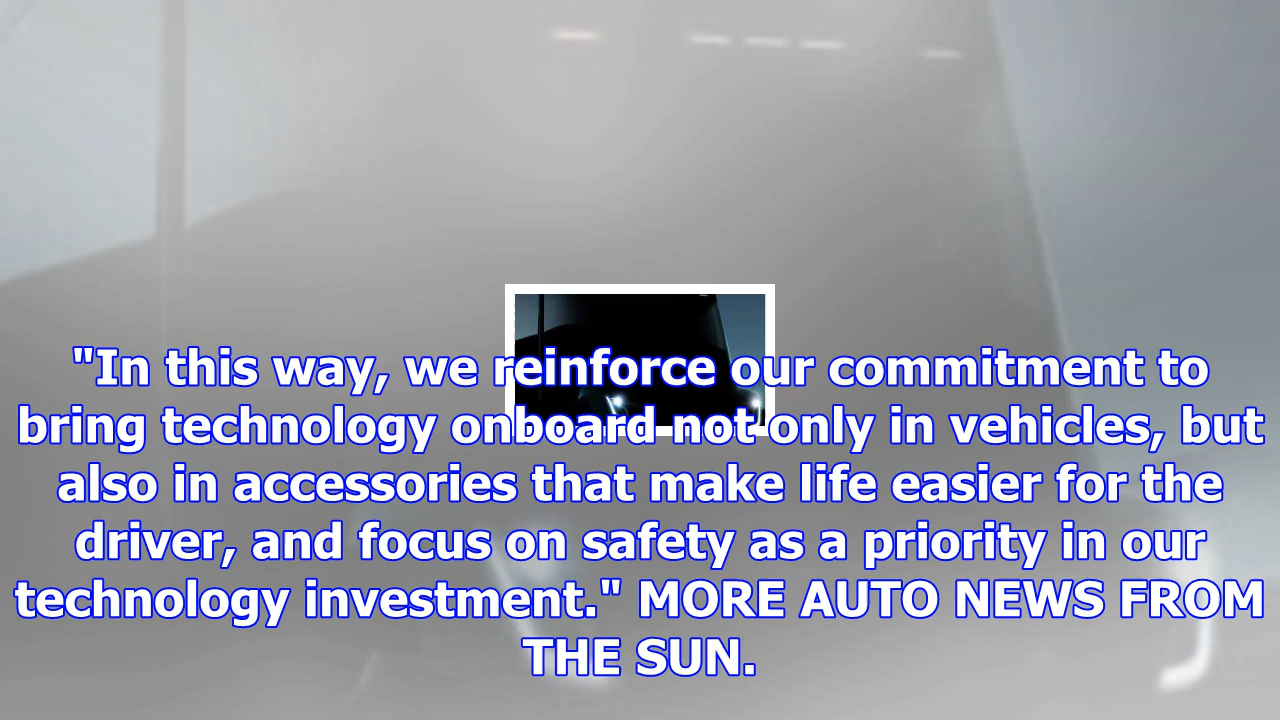 "In this way, we reinforce our commitment to
bring technology onboard not only in vehicles, but
also in accessories that make life easier for the
driver, and focus on safety as a priority in our
technology investment." MORE AUTO NEWS FROM
THE SUN.